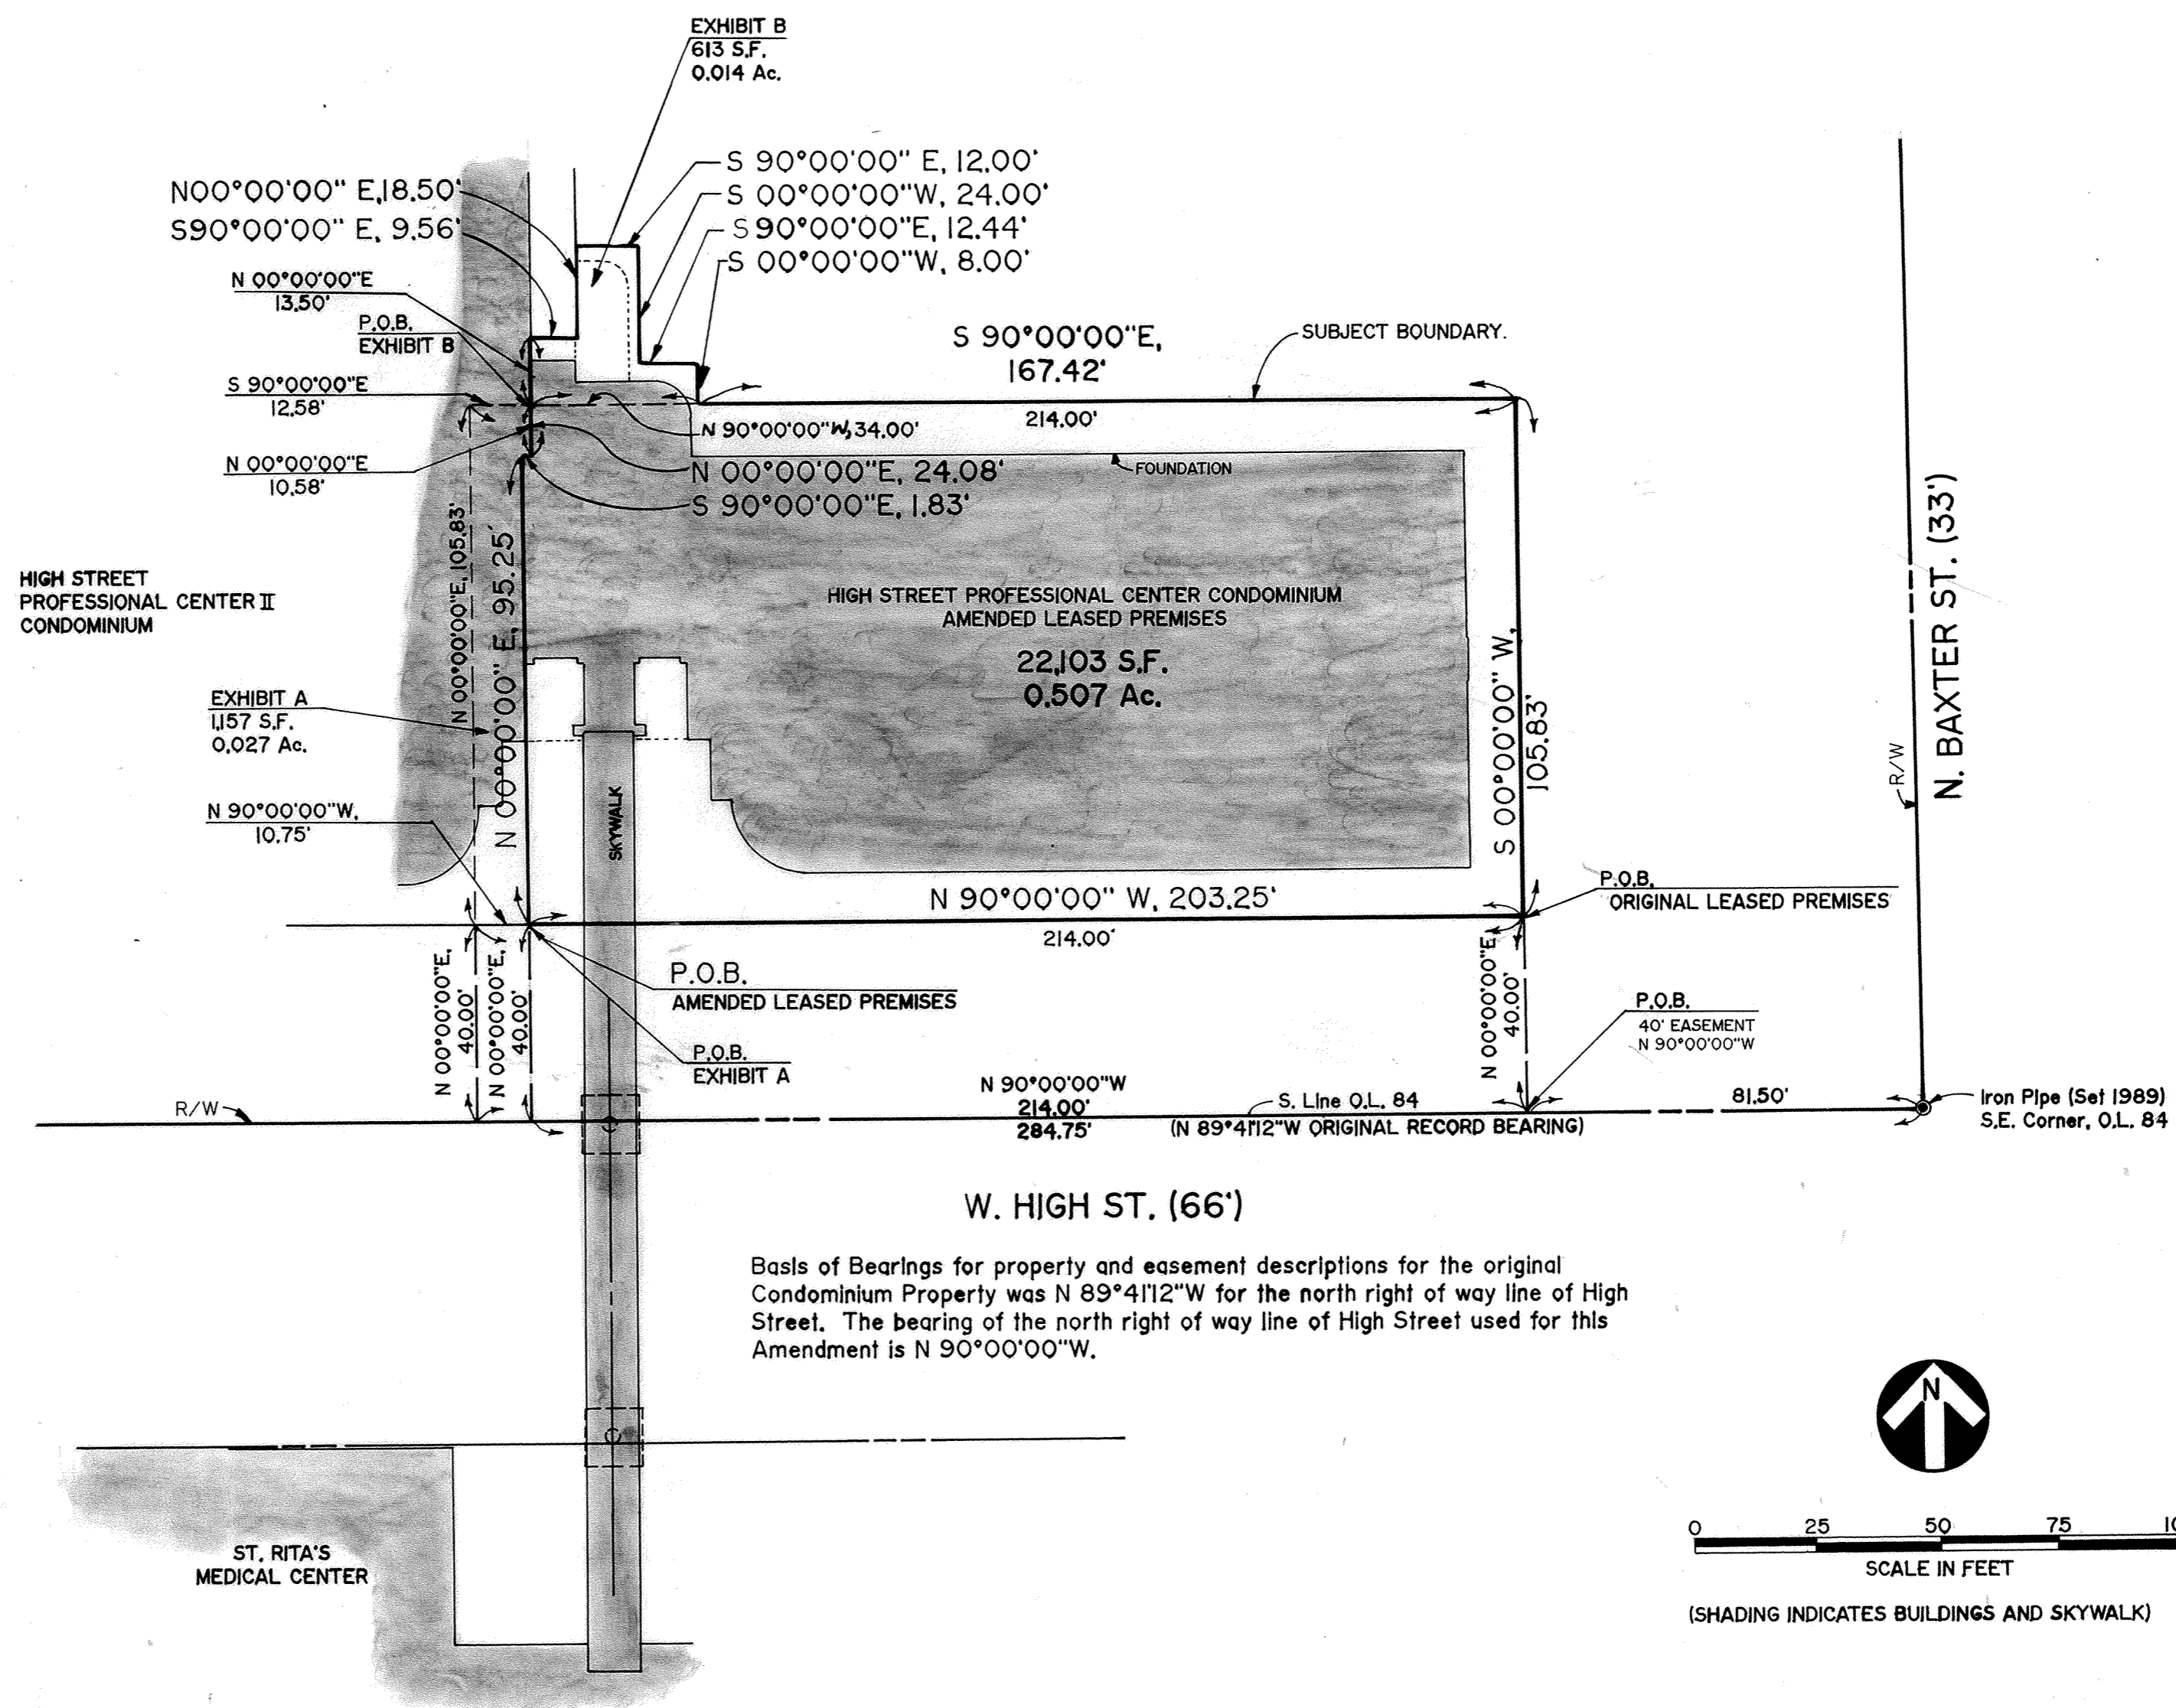 EXHIBIT B
613 S.F.
0.014 Ac.
S 90°00'00" E, 12.00'
S 00°00'00"W, 24.00'
S 90°00'00"E, 12.44'
S 00°00'00"W, 8.00'
N00°00'00" E,18.50'
S90°00'00" E, 9.56'
N 00°00'00"E
13.50'
P.O.B.
EXHIBIT B
S 90°00'00"E
12.58'
N 00°00'00"E
10.58'
S 90°00'00"E,
167.42'
SUBJECT BOUNDARY.
214.00'
N 90°00'00"W,34.00'
FOUNDATION
N 00°00'00"E, 24.08'
S 90°00'00"E, 1.83'
N 00°00'00"E, 105.83'
N 00°00'00" E, 95.25'
HIGH STREET
PROFESSIONAL CENTER II
CONDOMINIUM
HIGH STREET PROFESSIONAL CENTER CONDOMINIUM
AMENDED LEASED PREMISES
22,103 S.F.
0.507 Ac.
S 00°00'00" W,
105.83'
N. BAXTER ST. (33')
R/W
EXHIBIT A
1,157 S.F.
0.027 Ac.
N 90°00'00"W,
10.75'
SKYWALK
N 90°00'00" W, 203.25'
214.00'
P.O.B.
ORIGINAL LEASED PREMISES
N 00°00'00"E,
40.00'
N 00°00'00"E,
40.00'
P.O.B.
AMENDED LEASED PREMISES
P.O.B.
EXHIBIT A
N 00°00'00"E,
40.00'
P.O.B.
40' EASEMENT
N 90°00'00"W
R/W
N 90°00'00"W
214.00'
284.75'
S. Line O.L. 84
(N 89°41'12"W ORIGINAL RECORD BEARING)
81.50'
Iron Pipe (Set 1989)
S.E. Corner, O.L. 84
W. HIGH ST. (66')
Basis of Bearings for property and easement descriptions for the original
Condominium Property was N 89°41'12"W for the north right of way line of High
Street. The bearing of the north right of way line of High Street used for this
Amendment is N 90°00'00"W.
N
0 25 50 75
SCALE IN FEET
(SHADING INDICATES BUILDINGS AND SKYWALK)
ST. RITA'S
MEDICAL CENTER